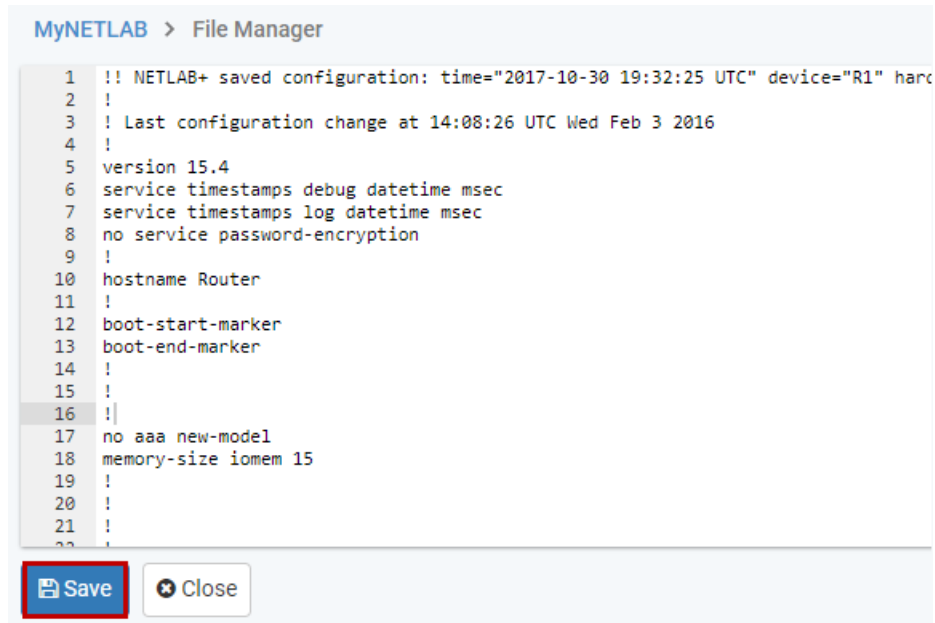 MyNETLAB > File Manager
1 !! NETLAB+ saved configuration: time="2017-10-30 19:32:25 UTC" device="R1" hard
2 !
3 ! Last configuration change at 14:08:26 UTC Wed Feb 3 2016
4 !
5 version 15.4
6 service timestamps debug datetime msec
7 service timestamps log datetime msec
8 no service password-encryption
9 !
10 hostname Router
11 !
12 boot-start-marker
13 boot-end-marker
14 !
15 !
16 !
17 no aaa new-model
18 memory-size iomem 15
19 !
20 !
21 !
22 !
Save Close